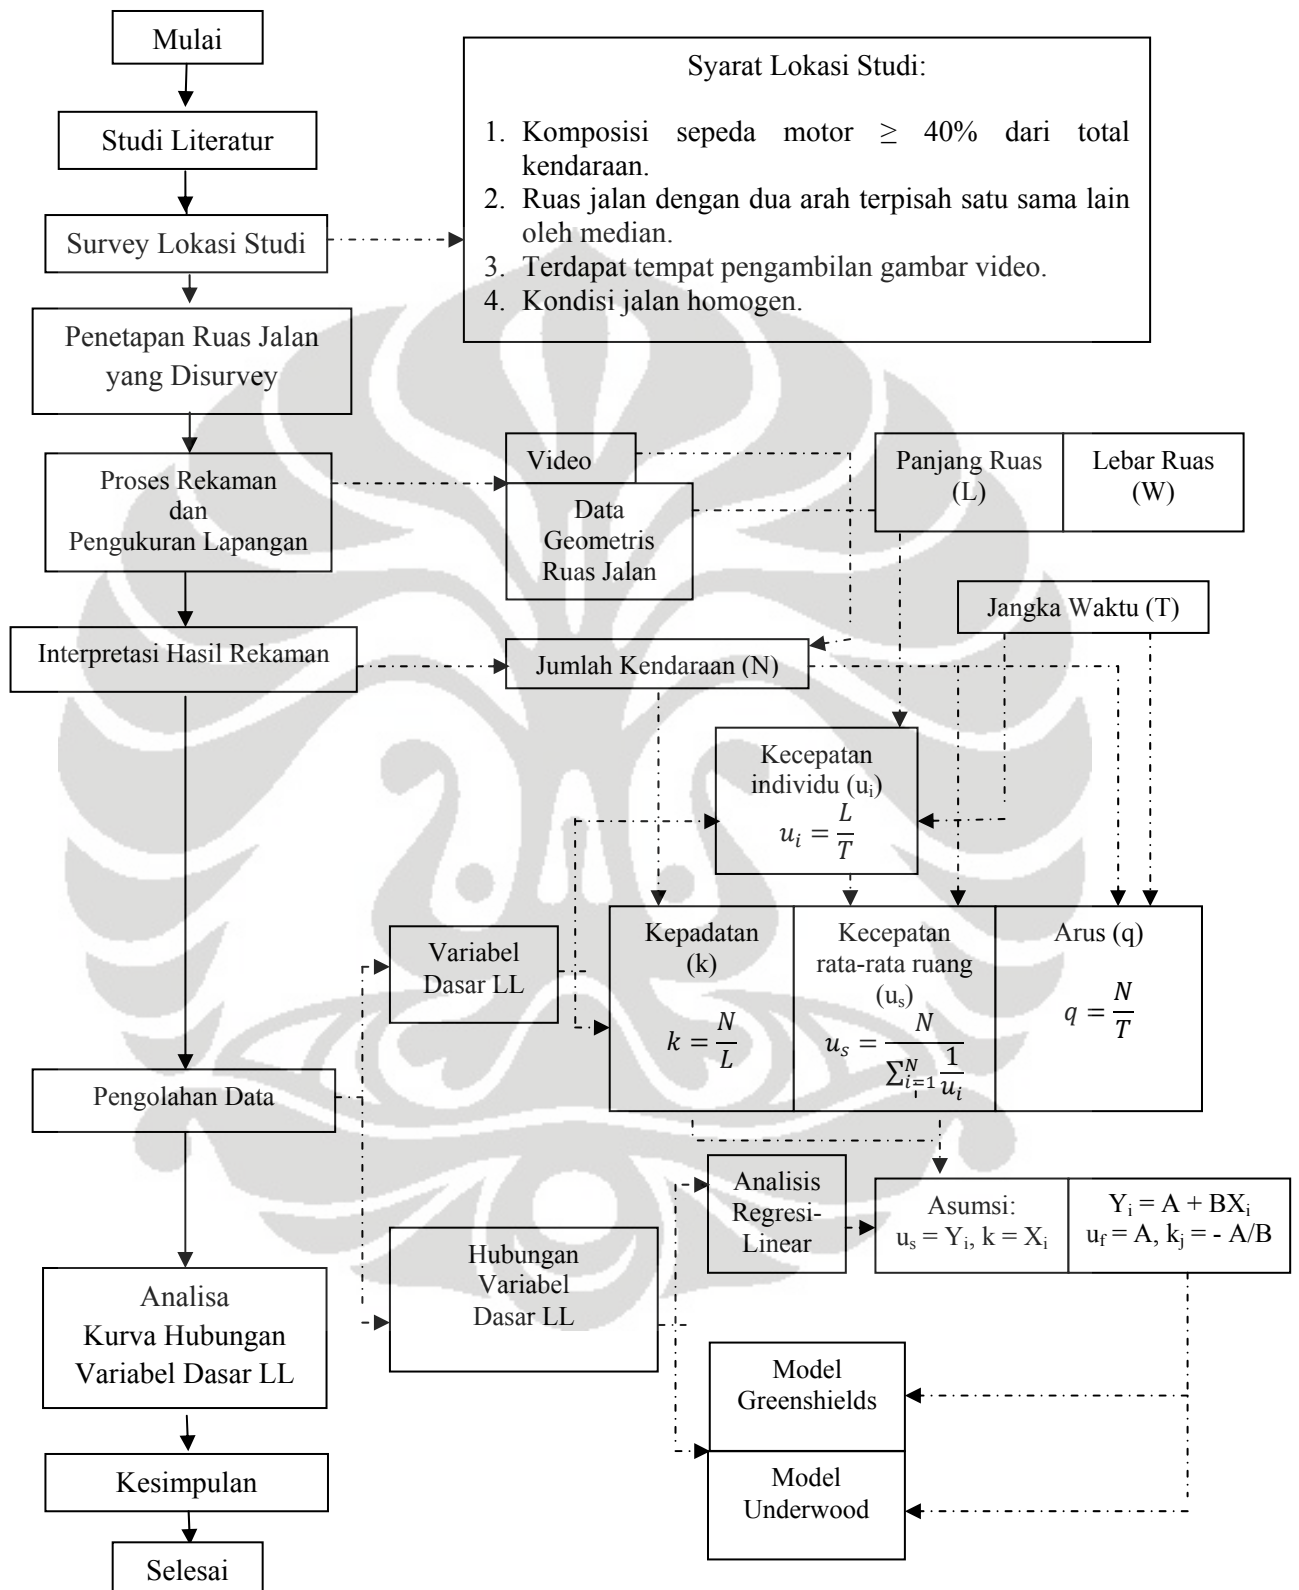 Mulai
Studi Literatur
Survey Lokasi Studi
Syarat Lokasi Studi:
1. Komposisi sepeda motor ≥ 40% dari total
kendaraan.
2. Ruas jalan dengan dua arah terpisah satu sama lain
oleh median.
3. Terdapat tempat pengambilan gambar video.
4. Kondisi jalan homogen.
Penetapan Ruas Jalan
yang Disurvey
Proses Rekaman
dan
Pengukuran Lapangan
Video
Data
Geometris
Ruas Jalan
Panjang Ruas
(L)
Lebar Ruas
(W)
Jangka Waktu (T)
Interpretasi Hasil Rekaman
Jumlah Kendaraan (N)
Kecepatan
individu (u_i)
u_i = L/T
Variabel
Dasar LL
Kepadatan
(k)
k = N/L
Kecepatan
rata-rata ruang
(u_s)
u_s = N / ∑_{i=1}^{N} 1/u_i
Arus (q)
q = N/T
Pengolahan Data
Hubungan
Variabel
Dasar LL
Analisis
Regresi-
Linear
Asumsi:
u_s = Y_i, k = X_i
Y_i = A + BX_i
u_f = A, k_j = - A/B
Model
Greenshields
Model
Underwood
Analisa
Kurva Hubungan
Variabel Dasar LL
Kesimpulan
Selesai